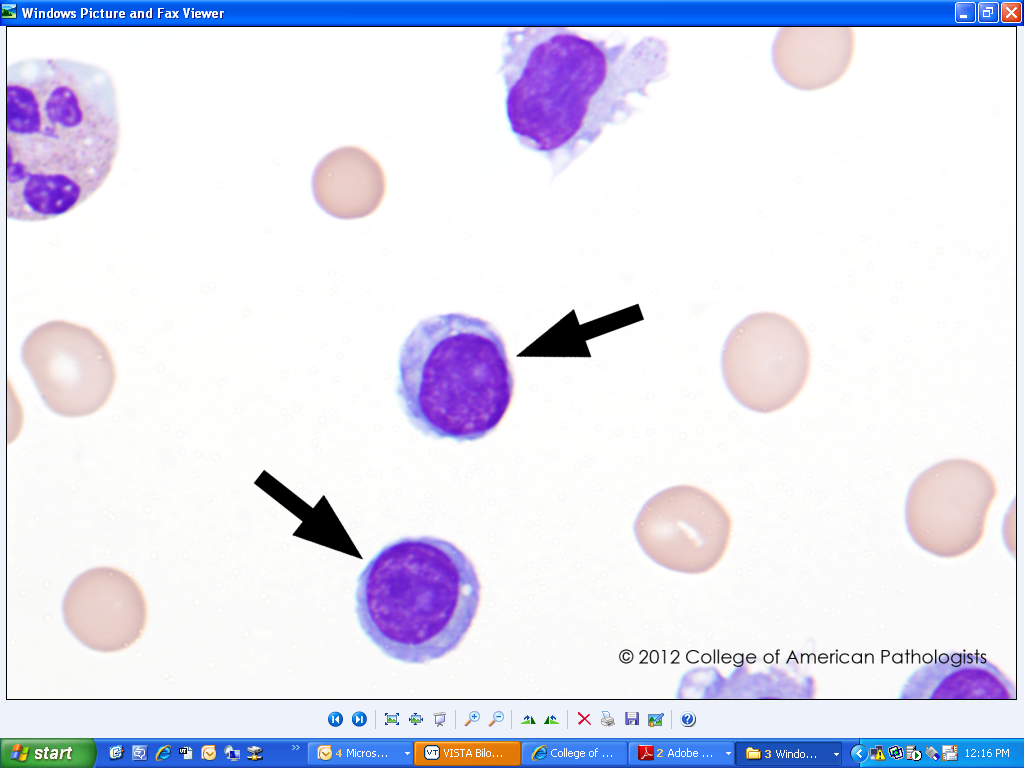 Windows Picture and Fax Viewer
© 2012 College of American Pathologists
start
4 Micros...
VISTA Bilo...
College of ...
2 Adobe ...
3 Windo...
12:16 PM